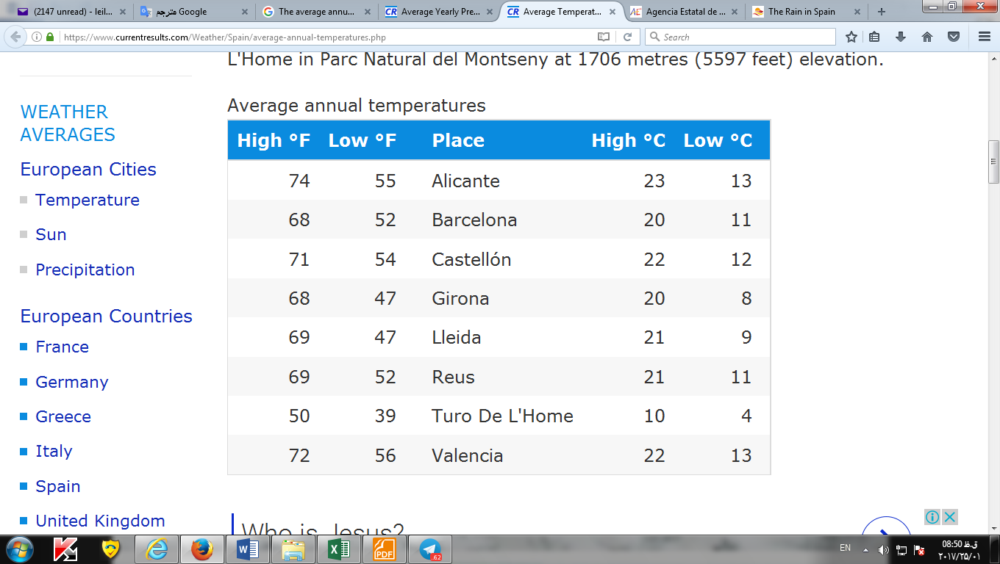 (2147 unread) - leil...
مترجم Google
The average annu...
Average Yearly Pre...
Average Temperat...
Agencia Estatal de ...
The Rain in Spain
https://www.currentresults.com/Weather/Spain/average-annual-temperatures.php
Search
L'Home in Parc Natural del Montseny at 1706 metres (5597 feet) elevation.
WEATHER
AVERAGES
European Cities
Temperature
Sun
Precipitation
European Countries
France
Germany
Greece
Italy
Spain
United Kingdom
Average annual temperatures
High °F Low °F Place High °C Low °C
74 55 Alicante 23 13
68 52 Barcelona 20 11
71 54 Castellón 22 12
68 47 Girona 20 8
69 47 Lleida 21 9
69 52 Reus 21 11
50 39 Turo De L'Home 10 4
72 56 Valencia 22 13
Who is Jesus?
PDF
.62
EN
08:50 ق.ظ
۲۰۱۷/۲۵/۰۱